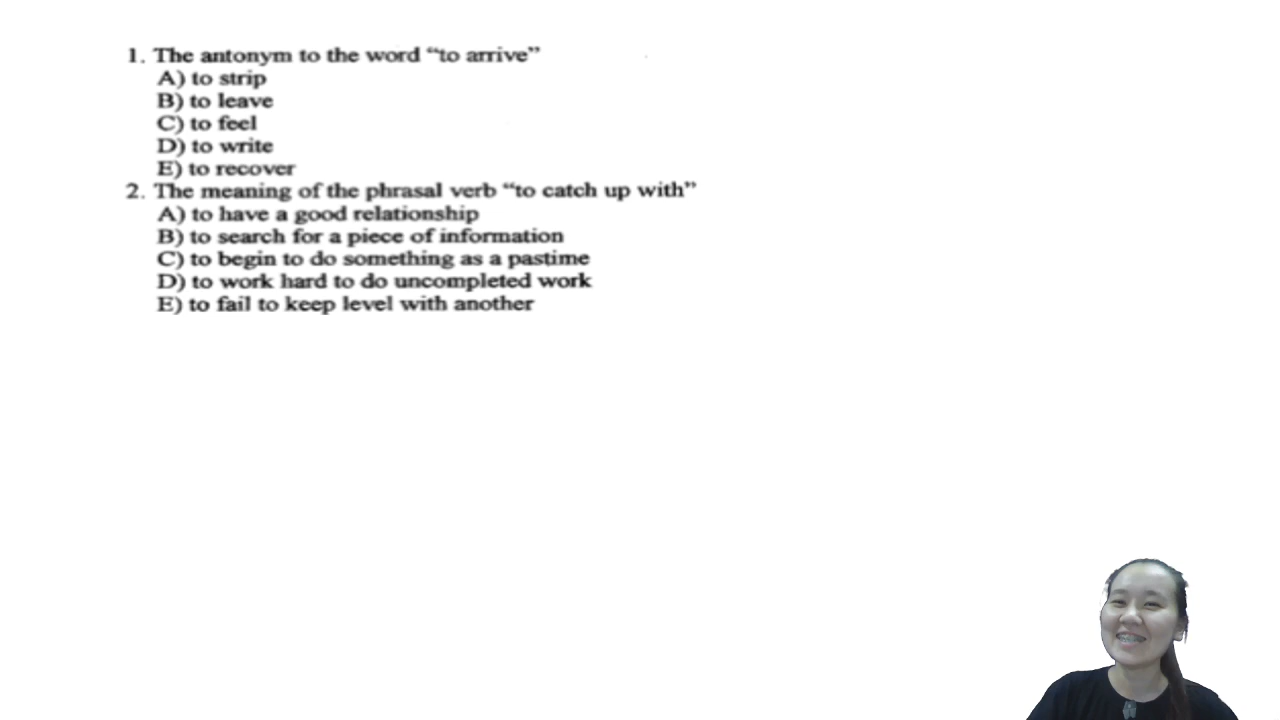 1. The antonym to the word “to arrive”
A) to strip
B) to leave
C) to feel
D) to write
E) to recover
2. The meaning of the phrasal verb “to catch up with”
A) to have a good relationship
B) to search for a piece of information
C) to begin to do something as a pastime
D) to work hard to do uncompleted work
E) to fail to keep level with another